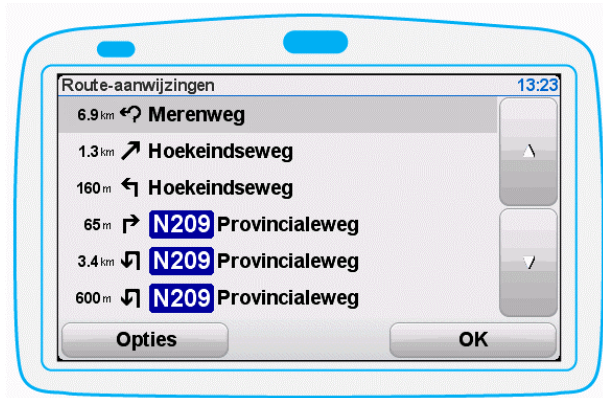 Route-aanwijzingen 13:23
6.9 km Merenweg
1.3 km Hoekeindseweg
160 m Hoekeindseweg
65 m N209 Provincialeweg
3.4 km N209 Provincialeweg
600 m N209 Provincialeweg
Opties OK